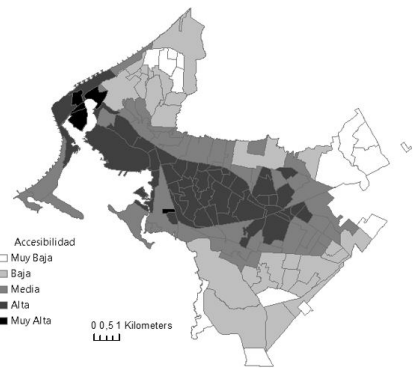 Accesibilidad
Muy Baja
Baja
Media
Alta
Muy Alta
0 0,5 1 Kilometers